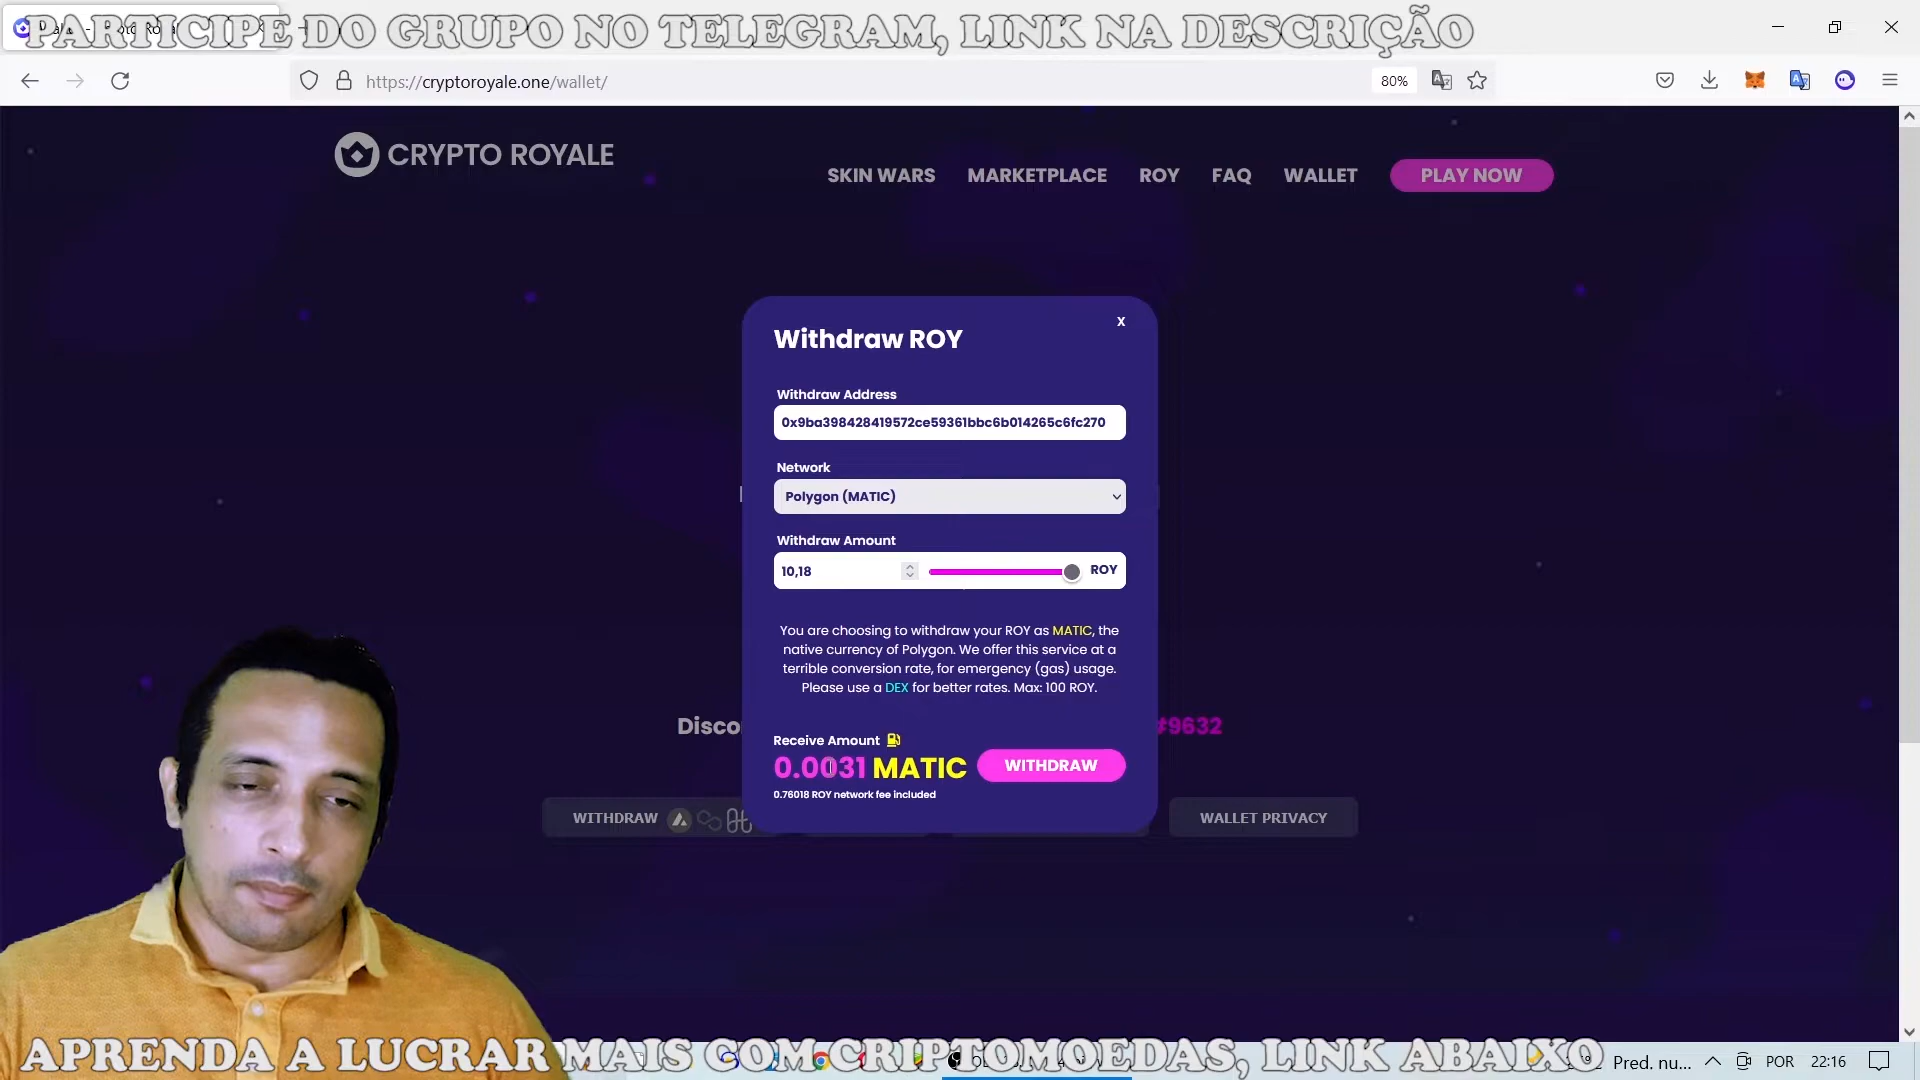 PARTICIPE DO GRUPO NO TELEGRAM, LINK NA DESCRIÇÃO
https://cryptoroyale.one/wallet/
80%
CRYPTO ROYALE
SKIN WARS
MARKETPLACE
ROY
FAQ
WALLET
PLAY NOW
Withdraw ROY
X
Withdraw Address
0x9ba398428419572ce59361bbc6b014265c6fc270
Network
Polygon (MATIC)
Withdraw Amount
10,18
ROY
You are choosing to withdraw your ROY as MATIC, the
native currency of Polygon. We offer this service at a
terrible conversion rate, for emergency (gas) usage.
Please use a DEX for better rates. Max: 100 ROY.
Disco
#9632
Receive Amount
0.0031 MATIC
WITHDRAW
0.76018 ROY network fee included
WITHDRAW
WALLET PRIVACY
APRENDA A LUCRAR MAIS COM CRIPTOMOEDAS, LINK ABAIXO
Pred. nu...
POR
22:16